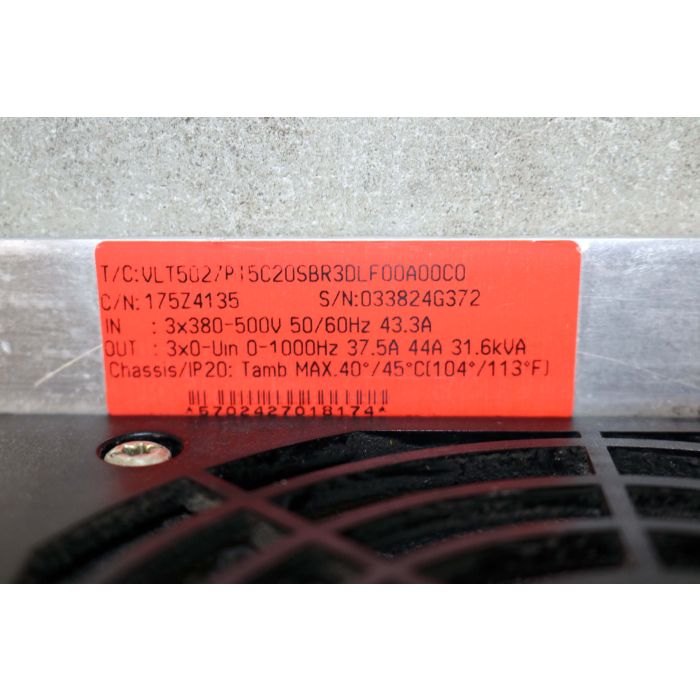 T/C:VLT5027PT5C20SBR3DLF00A00C0
C/N:175Z4135 S/N:033824G372
IN : 3x380-500V 50/60Hz 43.3A
OUT : 3x0-Uin 0-1000Hz 37.5A 44A 31.6kVA
Chassis/IP20: Tamb MAX.40°/45°C(104°/113°F)
*5702427018174*